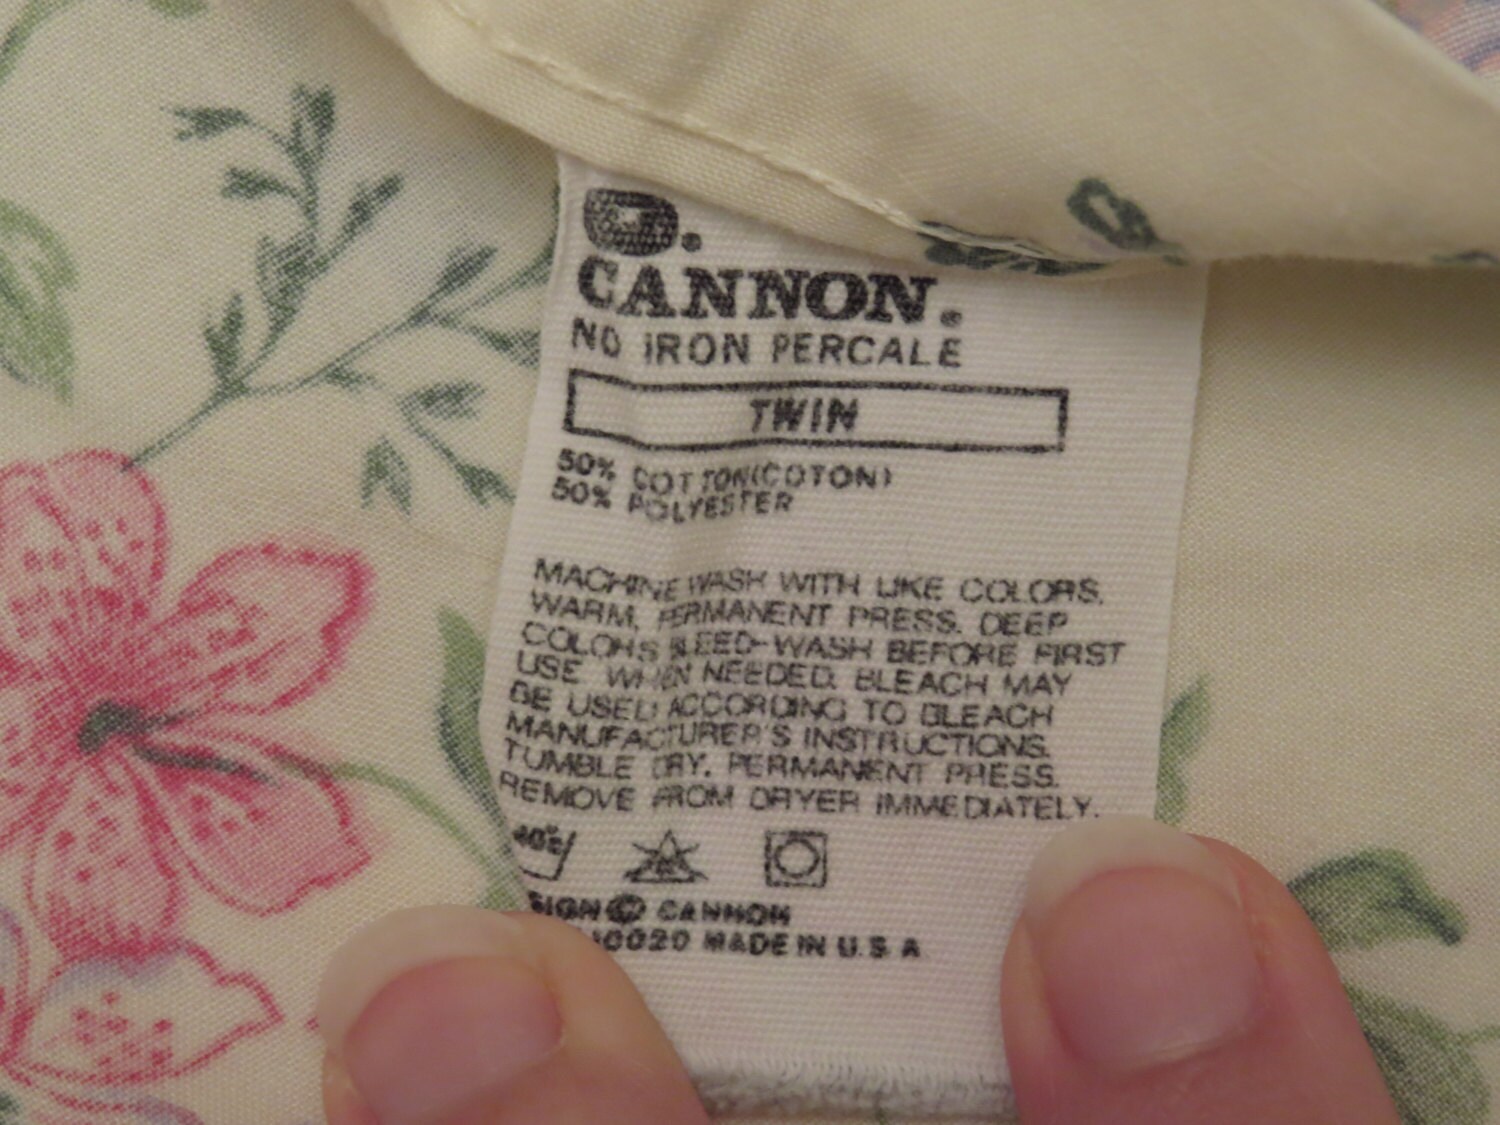 CANNON®
NO IRON PERCALE
TWIN
50% COTTON(COTON)
50% POLYESTER
MACHINE WASH WITH LIKE COLORS.
WARM, PERMANENT PRESS. DEEP
COLORS BLEED-WASH BEFORE FIRST
USE WHEN NEEDED. BLEACH MAY
BE USED ACCORDING TO BLEACH
MANUFACTURER'S INSTRUCTIONS.
TUMBLE DRY. PERMANENT PRESS.
REMOVE FROM DRYER IMMEDIATELY.
© CANNON
10020 MADE IN U.S.A